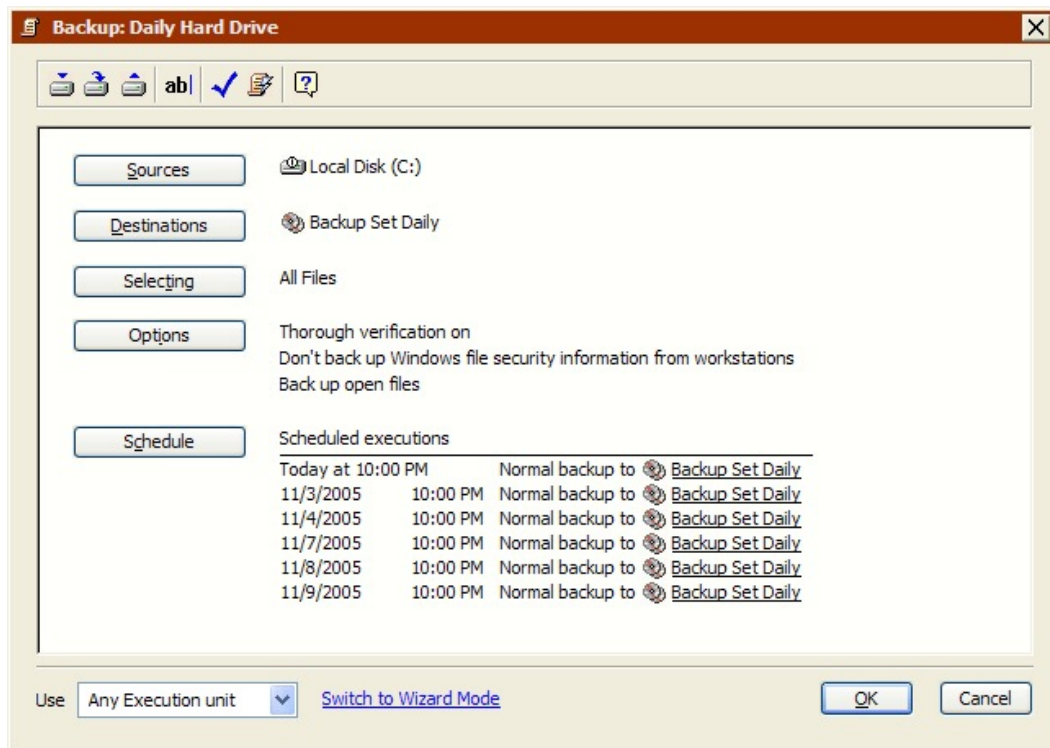 Backup: Daily Hard Drive
ab|
Sources Local Disk (C:)
Destinations Backup Set Daily
Selecting All Files
Options Thorough verification on
Don't back up Windows file security information from workstations
Back up open files
Schedule Scheduled executions
Today at 10:00 PM Normal backup to Backup Set Daily
11/3/2005 10:00 PM Normal backup to Backup Set Daily
11/4/2005 10:00 PM Normal backup to Backup Set Daily
11/7/2005 10:00 PM Normal backup to Backup Set Daily
11/8/2005 10:00 PM Normal backup to Backup Set Daily
11/9/2005 10:00 PM Normal backup to Backup Set Daily
Use Any Execution unit Switch to Wizard Mode OK Cancel